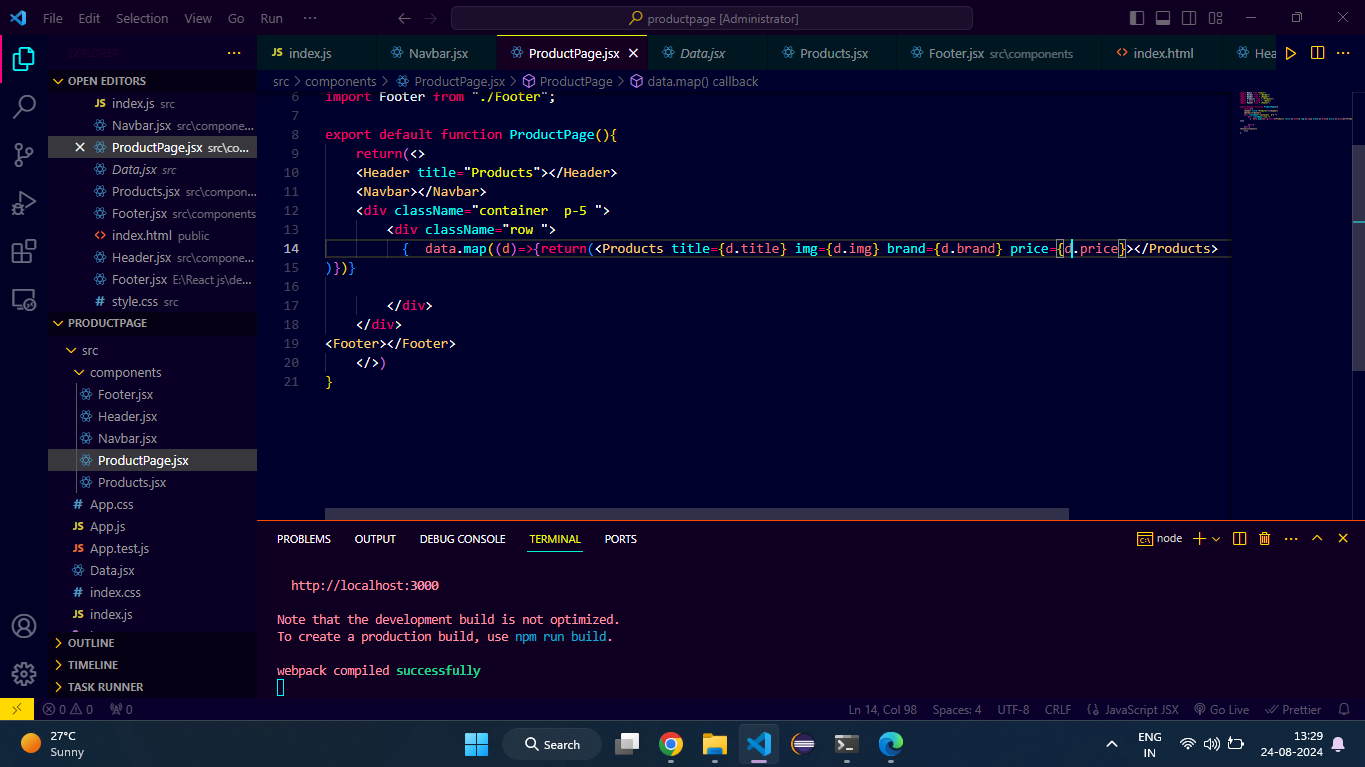 File Edit Selection View Go Run ··· productpage [Administrator]
EXPLORER ···
JS index.js Navbar.jsx ProductPage.jsx Data.jsx Products.jsx Footer.jsx src\components index.html Hea ···
OPEN EDITORS
JS index.js src
Navbar.jsx src\compone...
ProductPage.jsx src\co...
Data.jsx src
Products.jsx src\compon...
Footer.jsx src\components
index.html public
Header.jsx src\compone...
Footer.jsx E:\React js\de...
# style.css src
PRODUCTPAGE
src
components
Footer.jsx
Header.jsx
Navbar.jsx
ProductPage.jsx
Products.jsx
# App.css
JS App.js
JS App.test.js
Data.jsx
# index.css
JS index.js
OUTLINE
TIMELINE
TASK RUNNER
src > components > ProductPage.jsx > ProductPage > data.map() callback
6 import Footer from "./Footer";
7
8 export default function ProductPage(){
9 return(<>
10 <Header title="Products"></Header>
11 <Navbar></Navbar>
12 <div className="container  p-5 ">
13 <div className="row ">
14 {  data.map((d)=>{return(<Products title={d.title} img={d.img} brand={d.brand} price={d.price}></Products>
15 )})}
16
17 </div>
18 </div>
19 <Footer></Footer>
20 </>)
21 }
PROBLEMS OUTPUT DEBUG CONSOLE TERMINAL PORTS node ···
http://localhost:3000
Note that the development build is not optimized.
To create a production build, use npm run build.
webpack compiled successfully
0 0 0 Ln 14, Col 98 Spaces: 4 UTF-8 CRLF {} JavaScript JSX Go Live Prettier
27°C
Sunny
Search
ENG
IN
13:29
24-08-2024